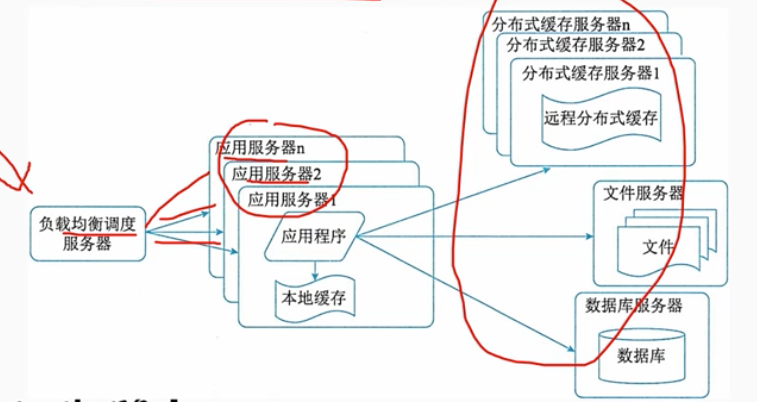 分布式缓存服务器n
分布式缓存服务器2
分布式缓存服务器1
远程分布式缓存
应用服务器n
应用服务器2
应用服务器1
应用程序
本地缓存
负载均衡调度
服务器
文件服务器
文件
数据库服务器
数据库